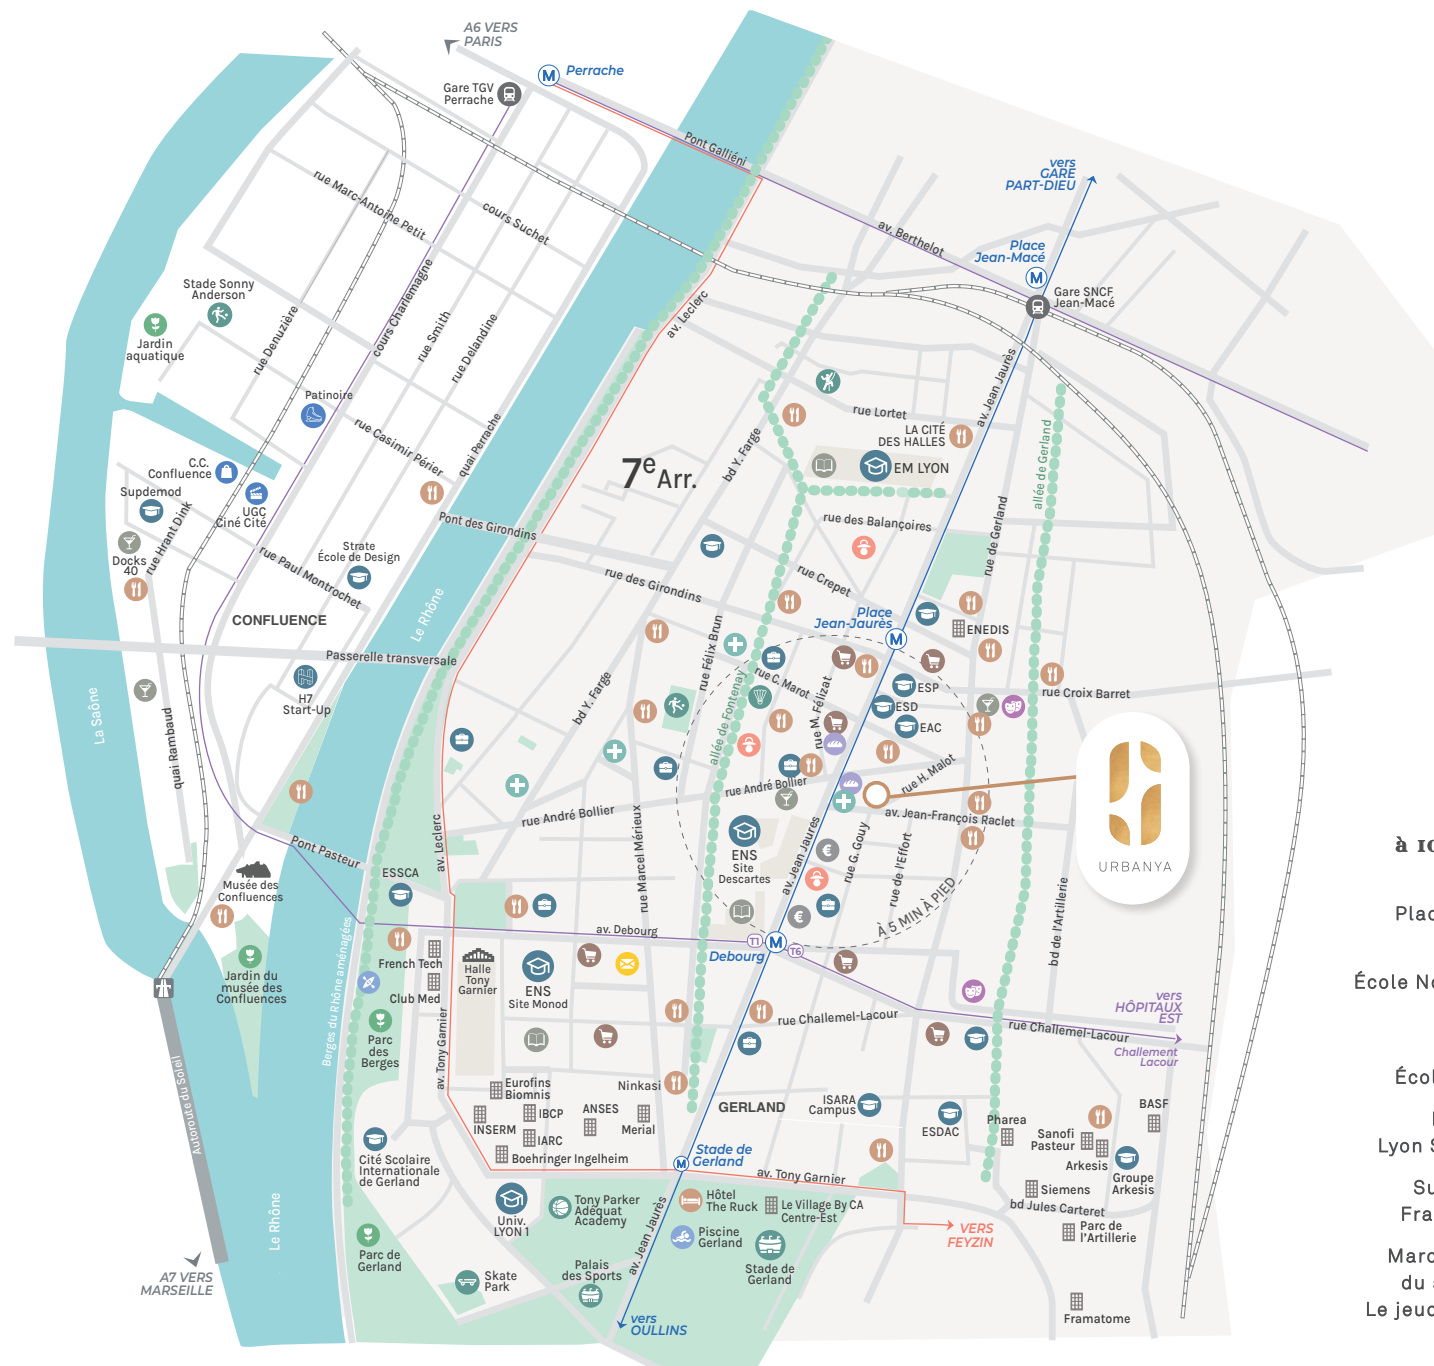 A6 VERS
PARIS
M
Perrache
Gare TGV
Perrache
Pont Galliéni
vers
GARE
PART-DIEU
av. Berthelot
Place
Jean-Macé
M
Gare SNCF
Jean-Macé
rue Marc-Antoine Petit
cours Suchet
Stade Sonny
Anderson
Jardin
aquatique
rue Denuzière
cours Charlemagne
rue Smith
rue Delandine
av. Leclerc
av. Jean Jaurès
Patinoire
rue Casimir Périer
quai Perrache
rue Lortet
LA CITÉ
DES HALLES
EM LYON
bd Y. Farge
allée de Gerland
7e Arr.
C.C.
Confluence
UGC
Ciné Cité
Supdemod
rue Hrant Dink
Docks
40
Pont des Girondins
rue des Balançoires
rue de Gerland
Strate
École de Design
rue Paul Montrochet
rue des Girondins
rue Crepet
CONFLUENCE
Le Rhône
Place
Jean-Jaurès
M
ENEDIS
Passerelle transversale
rue Félix Brun
rue C. Marot
ESP
rue Croix Barret
H7
Start-Up
La Saône
quai Rambaud
bd Y. Farge
allée de Fontenay
rue M. Félizat
ESD
EAC
rue André Bollier
rue H. Malot
rue André Bollier
av. Jean-François Raclet
URBANYA
à 10
Pont Pasteur
av. Leclerc
rue Marcel Mérieux
ENS
Site
Descartes
av. Jean Jaures
€
rue G. Gouy
rue de l'Effort
À 5 MIN À PIED
bd de l'Artillerie
Musée des
Confluences
ESSCA
€
Plac
av. Debourg
T1
M
T6
Debourg
Berges du Rhône aménagées
French Tech
Club Med
Halle
Tony
Garnier
ENS
Site Monod
Jardin du
musée des
Confluences
École No
vers
HÔPITAUX
EST
rue Challemel-Lacour
rue Challemel-Lacour
Challement
Lacour
Parc
des
Berges
av. Tony Garnier
Autoroute du Soleil
Eurofins
Biomnis
Ninkasi
GERLAND
ISARA
Campus
École
INSERM
IBCP
ANSES
Merial
IARC
Boehringer Ingelheim
ESDAC
Pharea
BASF
Sanofi
Pasteur
Arkesis
Groupe
Arkesis
Lyon S
Cité Scolaire
Internationale
de Gerland
Stade de
Gerland
M
av. Tony Garnier
Siemens
bd Jules Carteret
Su
Fra
Le Rhône
Univ.
LYON 1
Tony Parker
Adéquat
Academy
Hôtel
The Ruck
Le Village By CA
Centre-Est
Piscine
Gerland
VERS
FEYZIN
Parc de
l'Artillerie
Parc de
Gerland
av. Jean Jaurès
Stade de
Gerland
Marc
du
Le jeud
A7 VERS
MARSEILLE
Skate
Park
Palais
des Sports
vers
OULLINS
Framatome